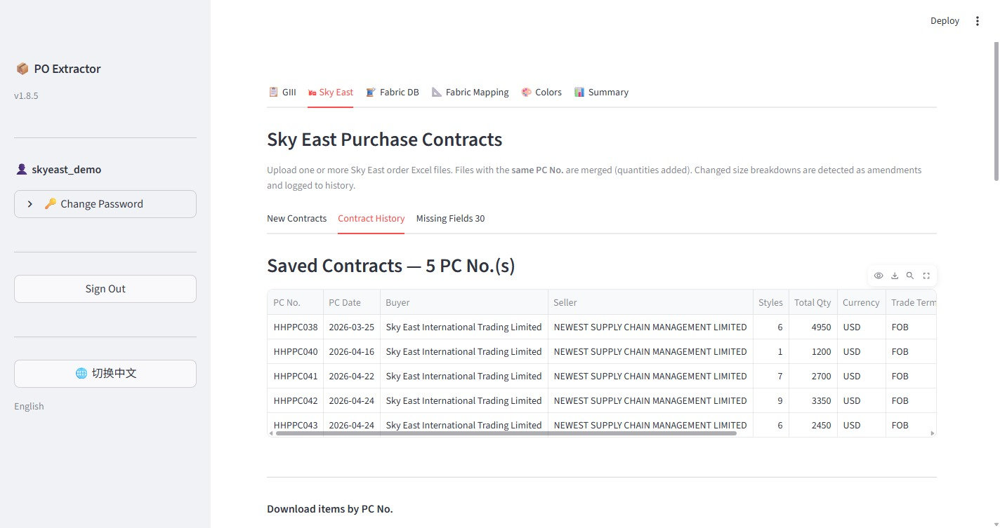 Deploy
PO Extractor
v1.8.5
skyeast_demo
Change Password
Sign Out
切换中文
English
GIII
Sky East
Fabric DB
Fabric Mapping
Colors
Summary
Sky East Purchase Contracts
Upload one or more Sky East order Excel files. Files with the same PC No. are merged (quantities added). Changed size breakdowns are detected as amendments
and logged to history.
New Contracts
Contract History
Missing Fields 30
Saved Contracts — 5 PC No.(s)
PC No. PC Date Buyer Seller Styles Total Qty Currency Trade Term
HHPPC038 2026-03-25 Sky East International Trading Limited NEWEST SUPPLY CHAIN MANAGEMENT LIMITED 6 4950 USD FOB
HHPPC040 2026-04-16 Sky East International Trading Limited NEWEST SUPPLY CHAIN MANAGEMENT LIMITED 1 1200 USD FOB
HHPPC041 2026-04-22 Sky East International Trading Limited NEWEST SUPPLY CHAIN MANAGEMENT LIMITED 7 2700 USD FOB
HHPPC042 2026-04-24 Sky East International Trading Limited NEWEST SUPPLY CHAIN MANAGEMENT LIMITED 9 3350 USD FOB
HHPPC043 2026-04-24 Sky East International Trading Limited NEWEST SUPPLY CHAIN MANAGEMENT LIMITED 6 2450 USD FOB
Download items by PC No.